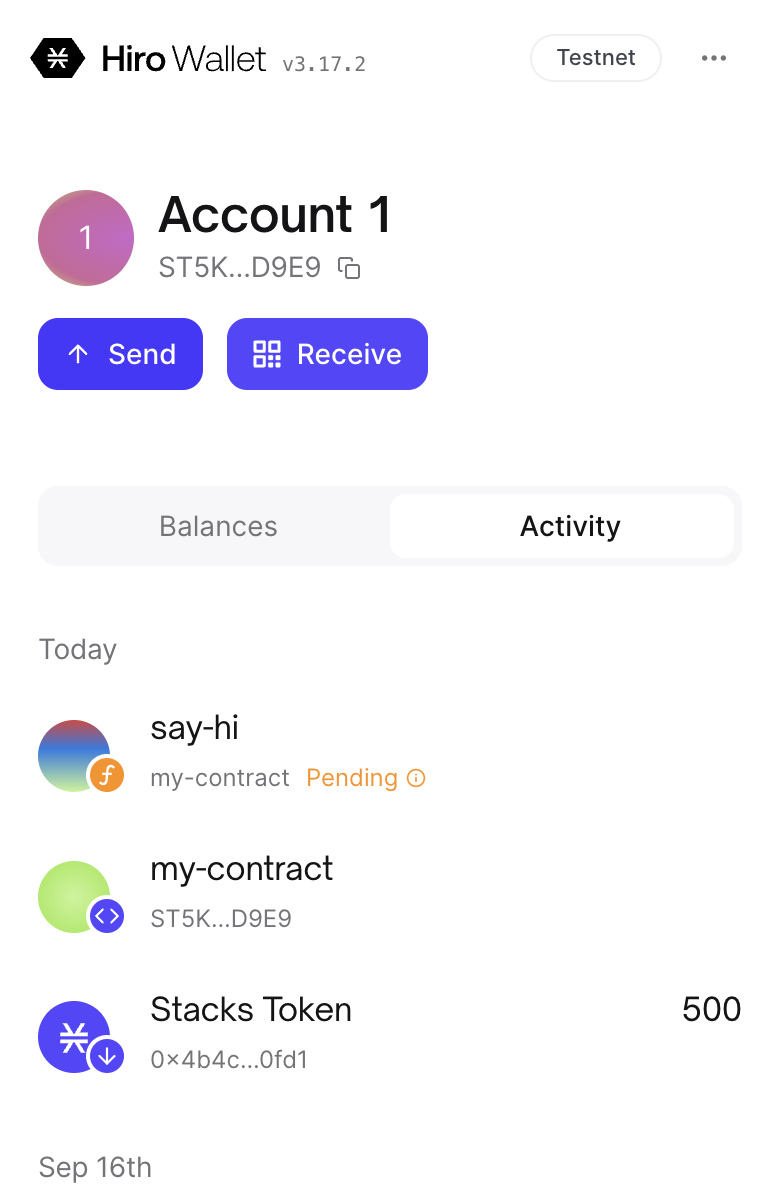 Hiro Wallet v3.17.2 Testnet
1
Account 1
ST5K…D9E9
Send Receive
Balances Activity
Today
say-hi
my-contract Pending
my-contract
ST5K…D9E9
Stacks Token 500
0×4b4c…0fd1
Sep 16th